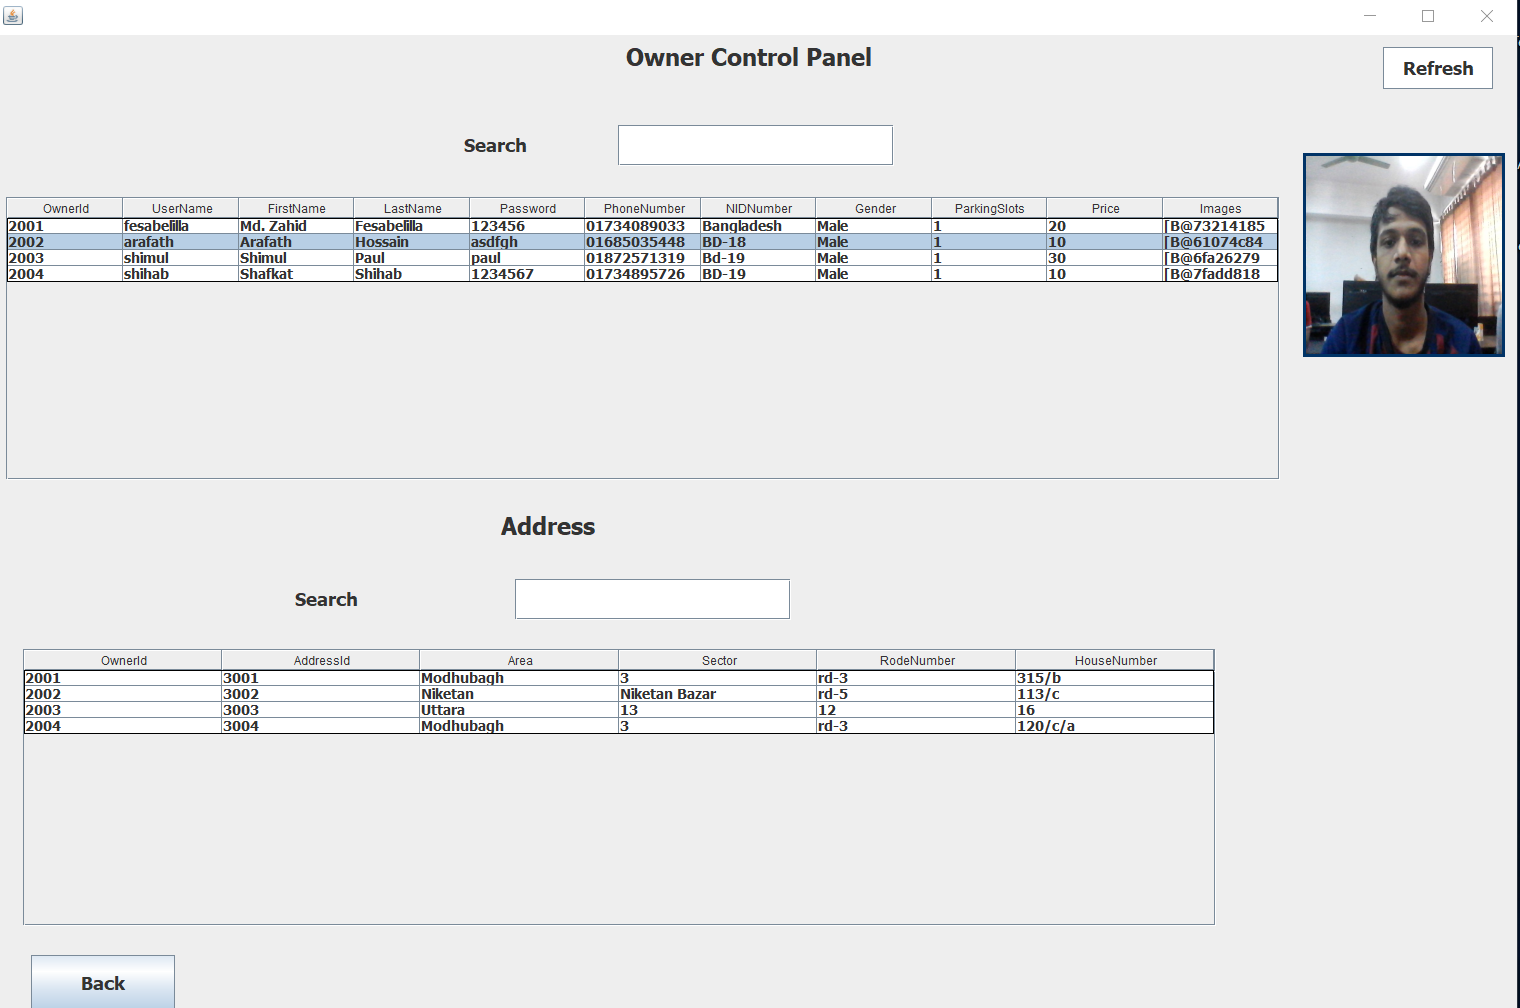 Owner Control Panel
Refresh
Search
OwnerId UserName FirstName LastName Password PhoneNumber NIDNumber Gender ParkingSlots Price Images
2001 fesabelilla Md. Zahid Fesabelilla 123456 01734089033 Bangladesh Male 1 20 [B@73214185
2002 arafath Arafath Hossain asdfgh 01685035448 BD-18 Male 1 10 [B@61074c84
2003 shimul Shimul Paul paul 01872571319 Bd-19 Male 1 30 [B@6fa26279
2004 shihab Shafkat Shihab 1234567 01734895726 BD-19 Male 1 10 [B@7fadd818
Address
Search
OwnerId AddressId Area Sector RodeNumber HouseNumber
2001 3001 Modhubagh 3 rd-3 315/b
2002 3002 Niketan Niketan Bazar rd-5 113/c
2003 3003 Uttara 13 12 16
2004 3004 Modhubagh 3 rd-3 120/c/a
Back